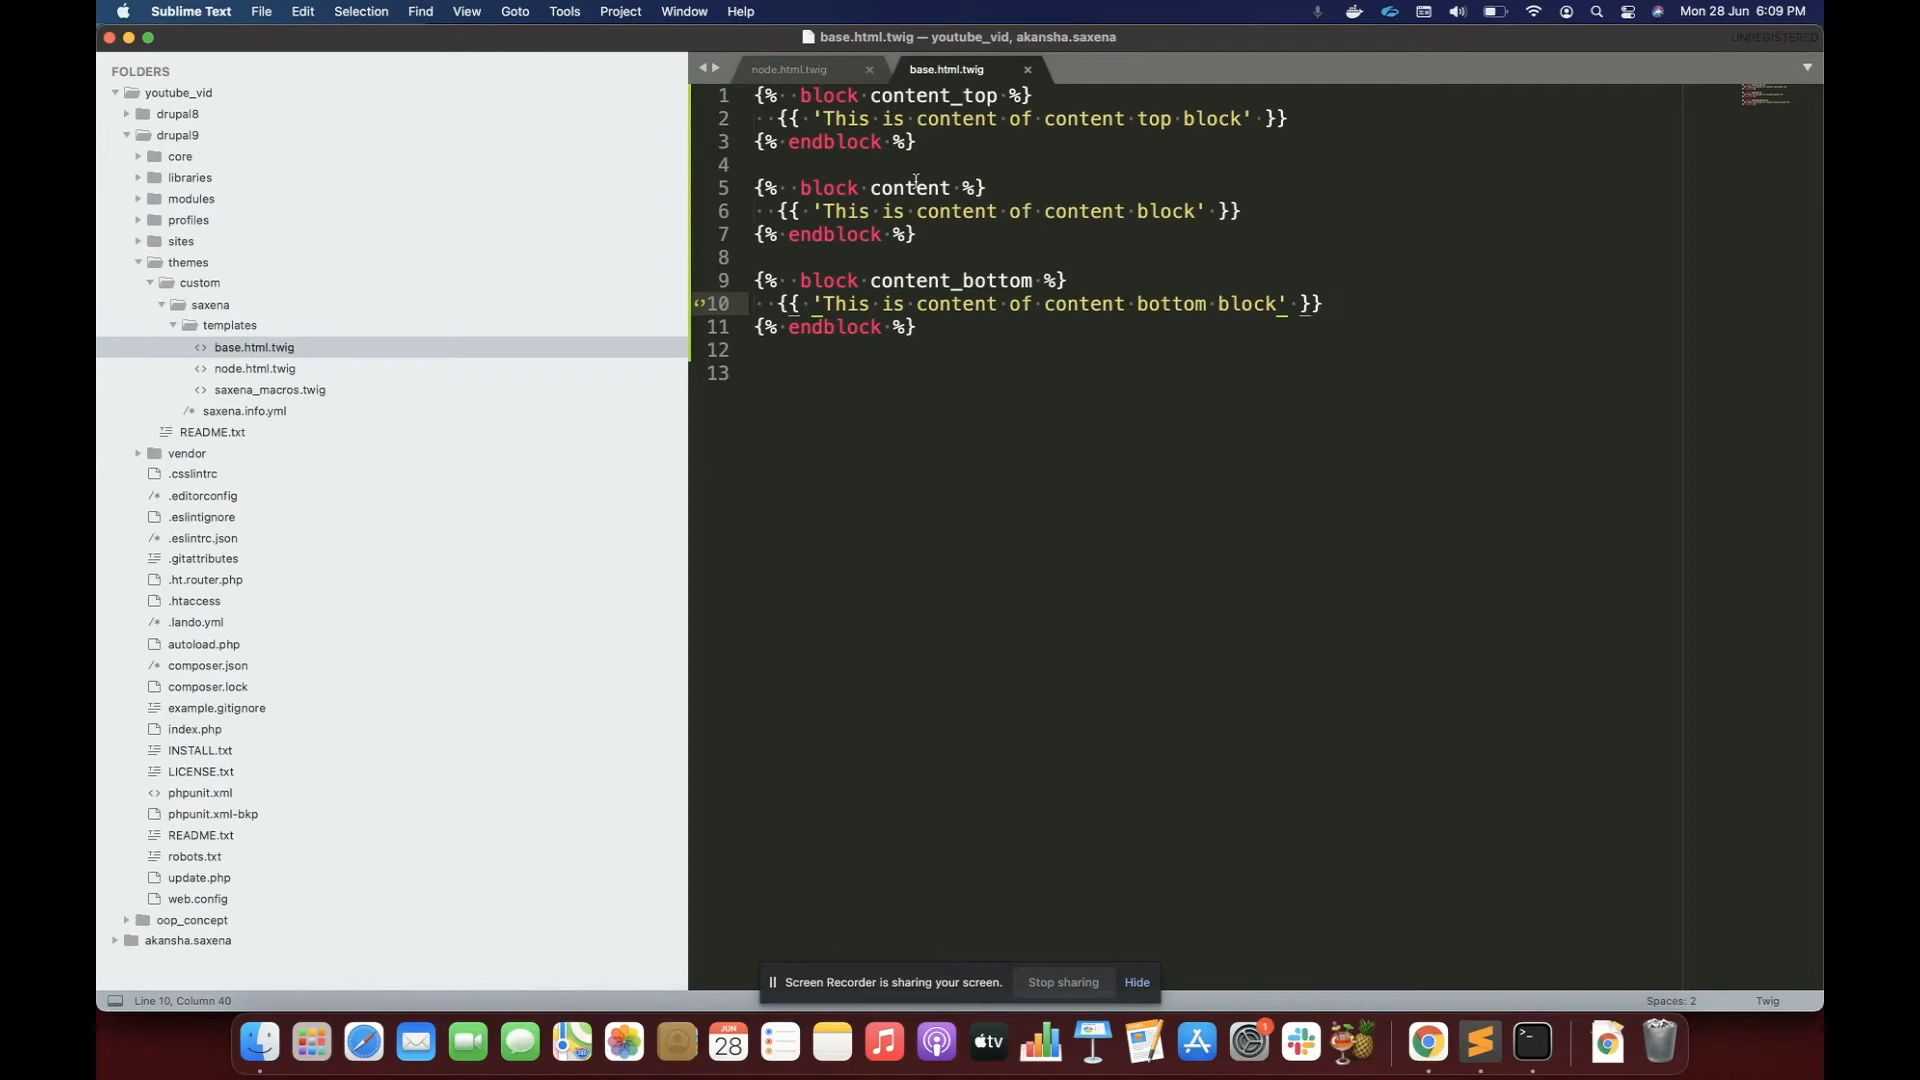 Sublime Text File Edit Selection Find View Goto Tools Project Window Help Mon 28 Jun 6:09 PM
base.html.twig — youtube_vid, akansha.saxena UNREGISTERED
FOLDERS
youtube_vid
drupal8
drupal9
core
libraries
modules
profiles
sites
themes
custom
saxena
templates
base.html.twig
node.html.twig
saxena_macros.twig
saxena.info.yml
README.txt
vendor
.csslintrc
.editorconfig
.eslintignore
.eslintrc.json
.gitattributes
.ht.router.php
.htaccess
.lando.yml
autoload.php
composer.json
composer.lock
example.gitignore
index.php
INSTALL.txt
LICENSE.txt
phpunit.xml
phpunit.xml-bkp
README.txt
robots.txt
update.php
web.config
oop_concept
akansha.saxena
node.html.twig base.html.twig
1 {%  block content_top %}
2   {{ 'This is content of content top block' }}
3 {% endblock %}
4
5 {%  block content %}
6   {{ 'This is content of content block' }}
7 {% endblock %}
8
9 {%  block content_bottom %}
10   {{ 'This is content of content bottom block' }}
11 {% endblock %}
12
13
Screen Recorder is sharing your screen. Stop sharing Hide
Line 10, Column 40 Spaces: 2 Twig
JUN
28
tv
1